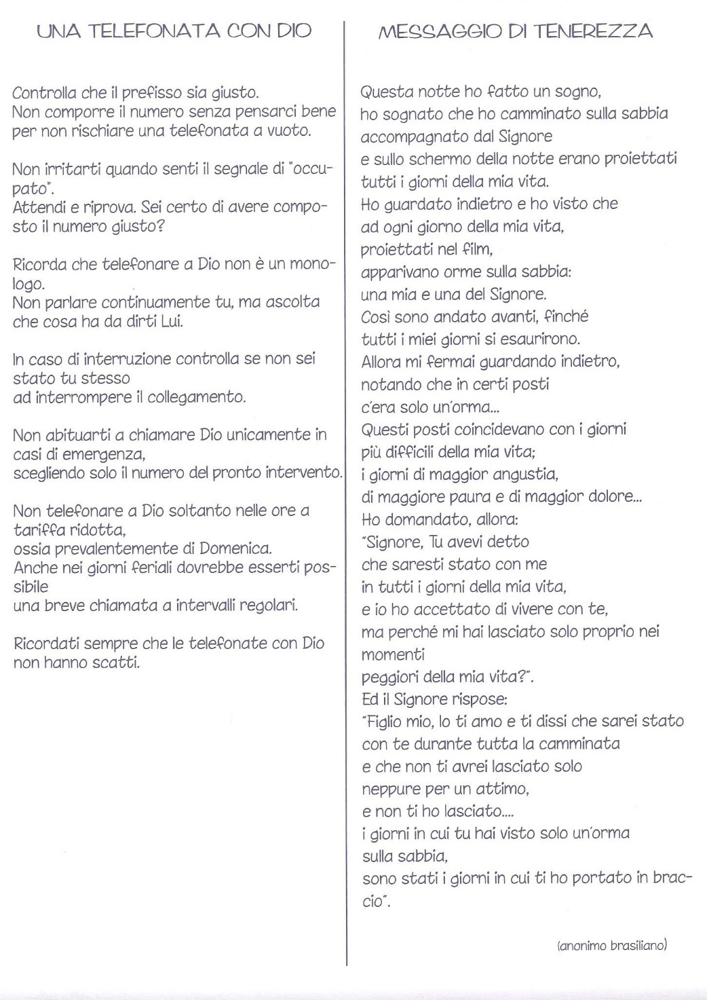 UNA TELEFONATA CON DIO
Controlla che il prefisso sia giusto.
Non comporre il numero senza pensarci bene
per non rischiare una telefonata a vuoto.
Non irritarti quando senti il segnale di "occu-
pato".
Attendi e riprova. Sei certo di avere compo-
sto il numero giusto?
Ricorda che telefonare a Dio non è un mono-
logo.
Non parlare continuamente tu, ma ascolta
che cosa ha da dirti Lui.
In caso di interruzione controlla se non sei
stato tu stesso
ad interrompere il collegamento.
Non abituarti a chiamare Dio unicamente in
casi di emergenza,
scegliendo solo il numero del pronto intervento.
Non telefonare a Dio soltanto nelle ore a
tariffa ridotta,
ossia prevalentemente di Domenica.
Anche nei giorni feriali dovrebbe esserti pos-
sibile
una breve chiamata a intervalli regolari.
Ricordati sempre che le telefonate con Dio
non hanno scatti.
MESSAGGIO DI TENEREZZA
Questa notte ho fatto un sogno,
ho sognato che ho camminato sulla sabbia
accompagnato dal Signore
e sullo schermo della notte erano proiettati
tutti i giorni della mia vita.
Ho guardato indietro e ho visto che
ad ogni giorno della mia vita,
proiettati nel film,
apparivano orme sulla sabbia:
una mia e una del Signore.
Così sono andato avanti, finché
tutti i miei giorni si esaurirono.
Allora mi fermai guardando indietro,
notando che in certi posti
c'era solo un'orma...
Questi posti coincidevano con i giorni
più difficili della mia vita;
i giorni di maggior angustia,
di maggiore paura e di maggior dolore...
Ho domandato, allora:
"Signore, Tu avevi detto
che saresti stato con me
in tutti i giorni della mia vita,
e io ho accettato di vivere con te,
ma perché mi hai lasciato solo proprio nei
momenti
peggiori della mia vita?".
Ed il Signore rispose:
"Figlio mio, Io ti amo e ti dissi che sarei stato
con te durante tutta la camminata
e che non ti avrei lasciato solo
neppure per un attimo,
e non ti ho lasciato....
i giorni in cui tu hai visto solo un'orma
sulla sabbia,
sono stati i giorni in cui ti ho portato in brac-
cio".
(anonimo brasiliano)